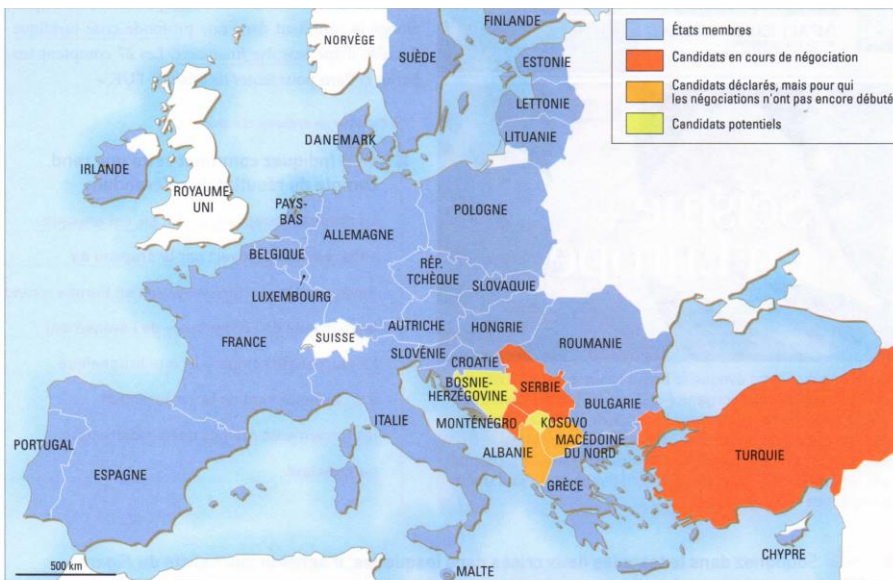 États membres
Candidats en cours de négociation
Candidats déclarés, mais pour qui
les négociations n'ont pas encore débuté
Candidats potentiels
FINLANDE
NORVÈGE
SUÈDE
ESTONIE
LETTONIE
LITUANIE
DANEMARK
IRLANDE
ROYAUME-
UNI
PAYS-
BAS
POLOGNE
ALLEMAGNE
BELGIQUE
RÉP.
TCHÈQUE
LUXEMBOURG
SLOVAQUIE
FRANCE
SUISSE
AUTRICHE
HONGRIE
ROUMANIE
SLOVÉNIE
CROATIE
BOSNIE-
HERZÉGOVINE
SERBIE
BULGARIE
ITALIE
MONTÉNÉGRO
KOSOVO
MACÉDOINE
DU NORD
ALBANIE
PORTUGAL
ESPAGNE
TURQUIE
GRÈCE
CHYPRE
MALTE
500 km